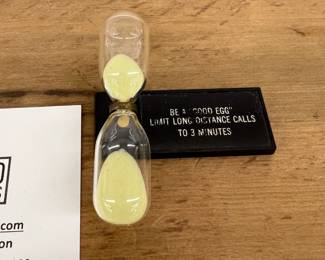 BE A "GOOD EGG"
LIMIT LONG DISTANCE CALLS
TO 3 MINUTES
com
on